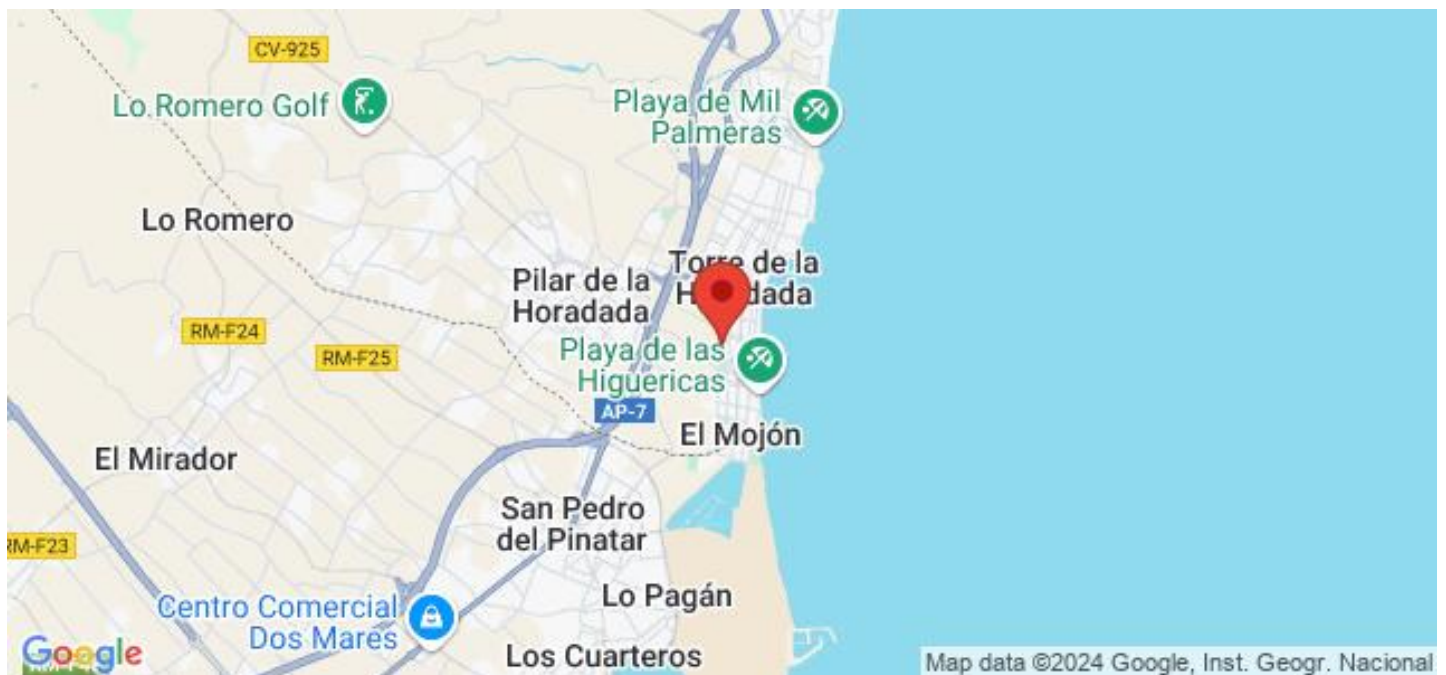 CV-925
Lo Romero Golf
Playa de Mil
Palmeras
Lo Romero
Torre de la
Horadada
Pilar de la
Horadada
RM-F24
RM-F25
Playa de las
Higuericas
AP-7
El Mojón
El Mirador
San Pedro
del Pinatar
RM-F23
Lo Pagán
Centro Comercial
Dos Mares
Los Cuarteros
Google
Map data ©2024 Google, Inst. Geogr. Nacional